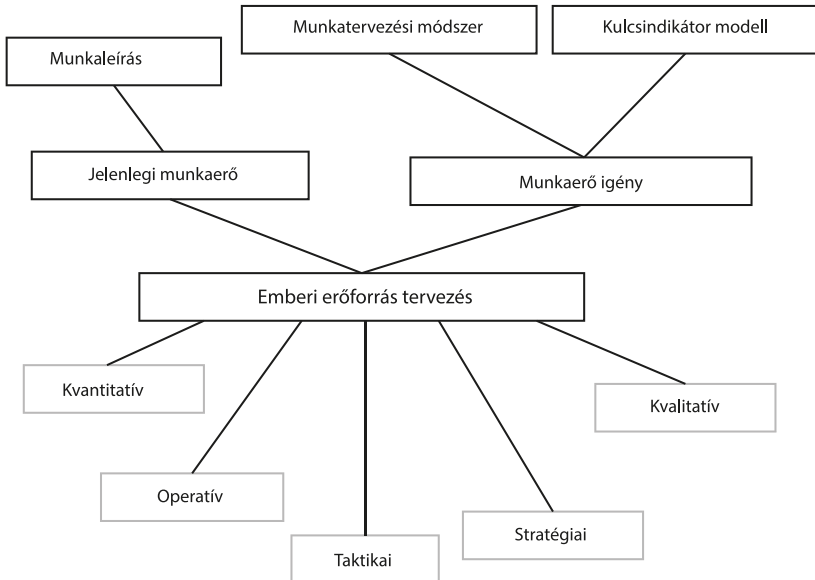 Munkatervezési módszer
Kulcsindikátor modell
Munkaleírás
Jelenlegi munkaerő
Munkaerő igény
Emberi erőforrás tervezés
Kvantitatív
Kvalitatív
Operatív
Stratégiai
Taktikai